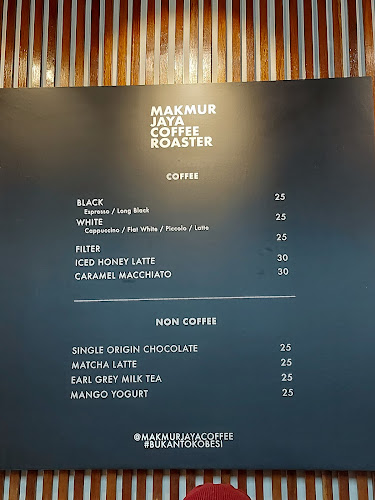 MAKMUR
JAYA
COFFEE
ROASTER
COFFEE
BLACK 25
Espresso / Long Black
WHITE 25
Cappuccino / Flat White / Piccolo / Latte
FILTER 25
ICED HONEY LATTE 30
CARAMEL MACCHIATO 30
NON COFFEE
SINGLE ORIGIN CHOCOLATE 25
MATCHA LATTE 25
EARL GREY MILK TEA 25
MANGO YOGURT 25
@MAKMURJAYACOFFEE
#BUKANTOKOBESI